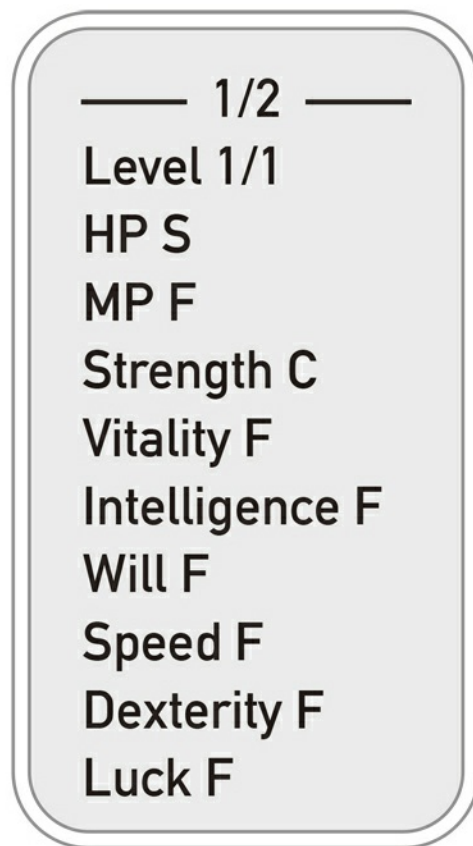 1/2
Level 1/1
HP S
MP F
Strength C
Vitality F
Intelligence F
Will F
Speed F
Dexterity F
Luck F